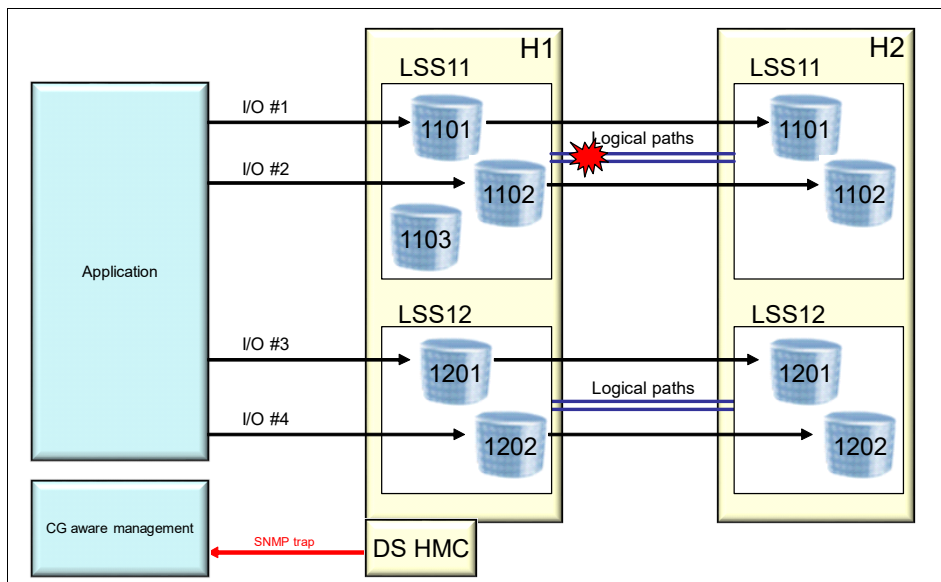 H1
H2
LSS11
LSS11
I/O #1
1101
Logical paths
1101
I/O #2
1102
1102
1103
Application
LSS12
LSS12
I/O #3
1201
1201
Logical paths
I/O #4
1202
1202
CG aware management
SNMP trap
DS HMC